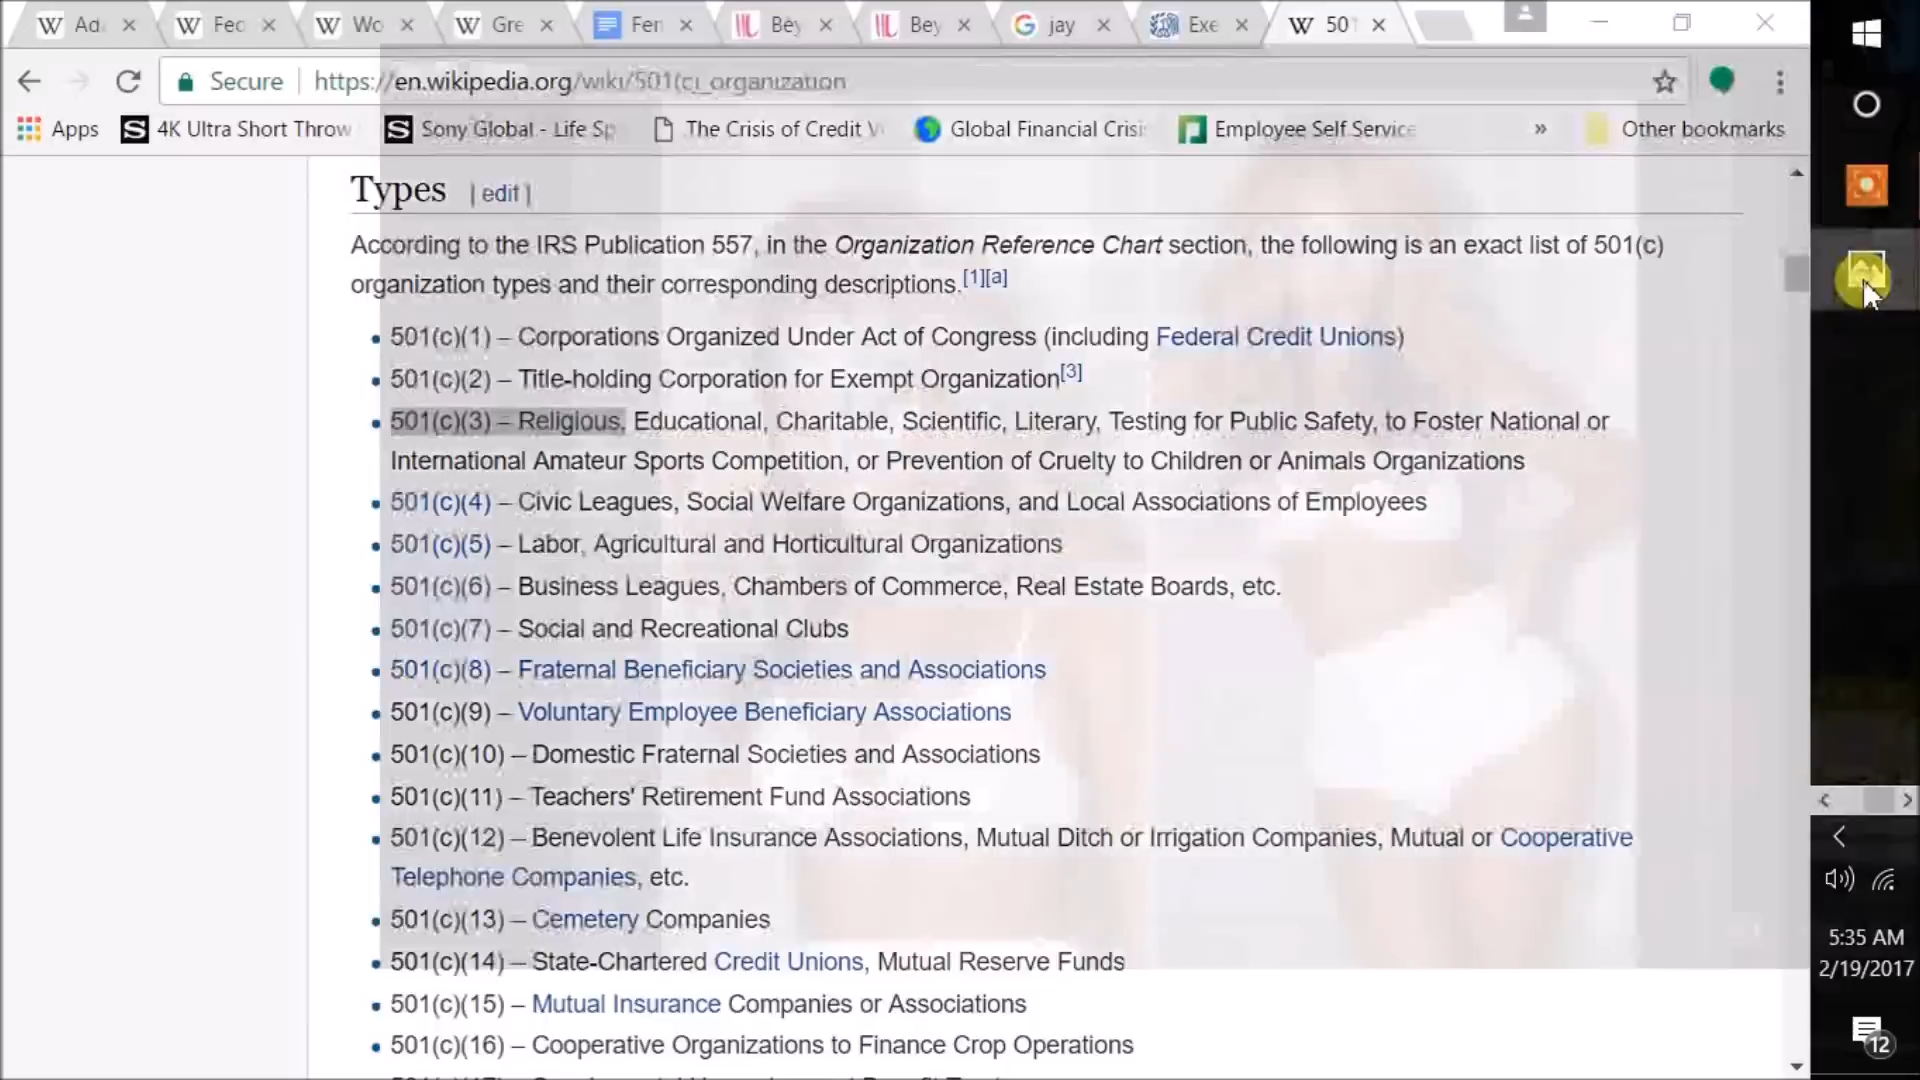 Ad
Fec
Wo
Gre
Fer
Bey
Bey
jay
Exe
50
Secure
https://en.wikipedia.org/wiki/501(c)_organization
Apps
4K Ultra Short Throw
Sony Global - Life Sp
The Crisis of Credit V
Global Financial Crisi
Employee Self Service
»
Other bookmarks
Types [ edit ]
According to the IRS Publication 557, in the Organization Reference Chart section, the following is an exact list of 501(c)
organization types and their corresponding descriptions.[1][a]
501(c)(1) – Corporations Organized Under Act of Congress (including Federal Credit Unions)
501(c)(2) – Title-holding Corporation for Exempt Organization[3]
501(c)(3) – Religious, Educational, Charitable, Scientific, Literary, Testing for Public Safety, to Foster National or
International Amateur Sports Competition, or Prevention of Cruelty to Children or Animals Organizations
501(c)(4) – Civic Leagues, Social Welfare Organizations, and Local Associations of Employees
501(c)(5) – Labor, Agricultural and Horticultural Organizations
501(c)(6) – Business Leagues, Chambers of Commerce, Real Estate Boards, etc.
501(c)(7) – Social and Recreational Clubs
501(c)(8) – Fraternal Beneficiary Societies and Associations
501(c)(9) – Voluntary Employee Beneficiary Associations
501(c)(10) – Domestic Fraternal Societies and Associations
501(c)(11) – Teachers' Retirement Fund Associations
501(c)(12) – Benevolent Life Insurance Associations, Mutual Ditch or Irrigation Companies, Mutual or Cooperative
Telephone Companies, etc.
501(c)(13) – Cemetery Companies
501(c)(14) – State-Chartered Credit Unions, Mutual Reserve Funds
501(c)(15) – Mutual Insurance Companies or Associations
501(c)(16) – Cooperative Organizations to Finance Crop Operations
5:35 AM
2/19/2017
12